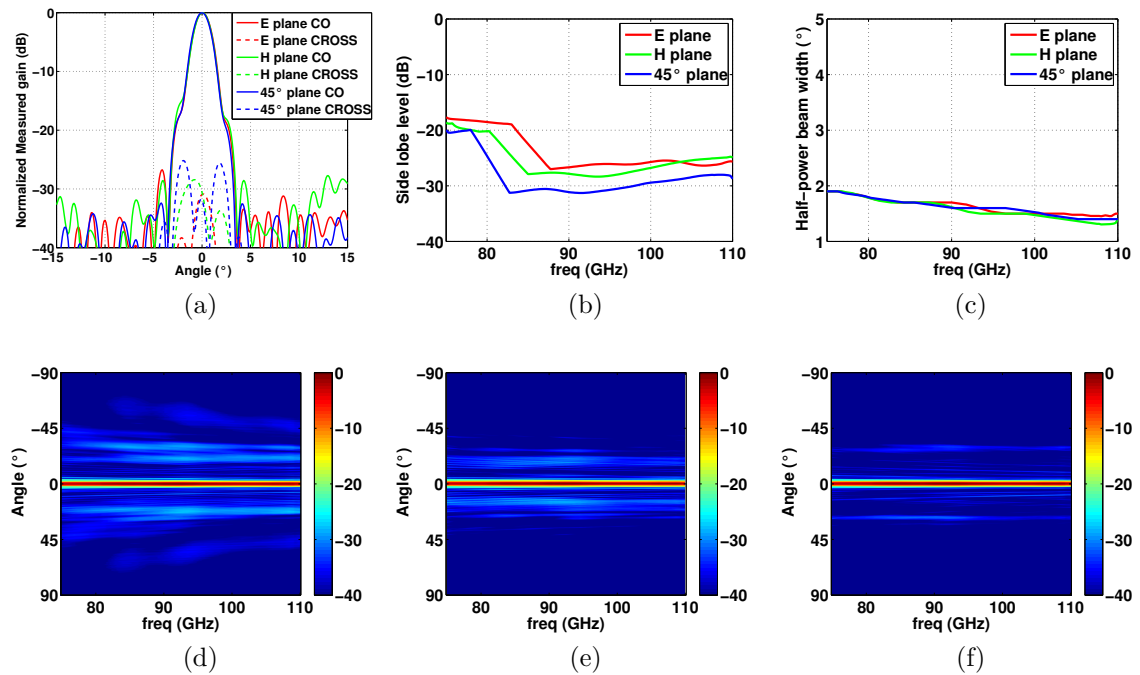 Normalized Measured gain (dB)
0
−10
−20
−30
−40
−15
−10
−5
0
5
10
15
Angle (°)
E plane CO
E plane CROSS
H plane CO
H plane CROSS
45° plane CO
45° plane CROSS
(a)
Side lobe level (dB)
0
−10
−20
−30
−40
80
90
100
110
freq (GHz)
E plane
H plane
45° plane
(b)
Half−power beam width (°)
5
4
3
2
1
80
90
100
110
freq (GHz)
E plane
H plane
45° plane
(c)
Angle (°)
−90
−45
0
45
90
80
90
100
110
freq (GHz)
0
−10
−20
−30
−40
(d)
Angle (°)
−90
−45
0
45
90
80
90
100
110
freq (GHz)
0
−10
−20
−30
−40
(e)
Angle (°)
−90
−45
0
45
90
80
90
100
110
freq (GHz)
0
−10
−20
−30
−40
(f)